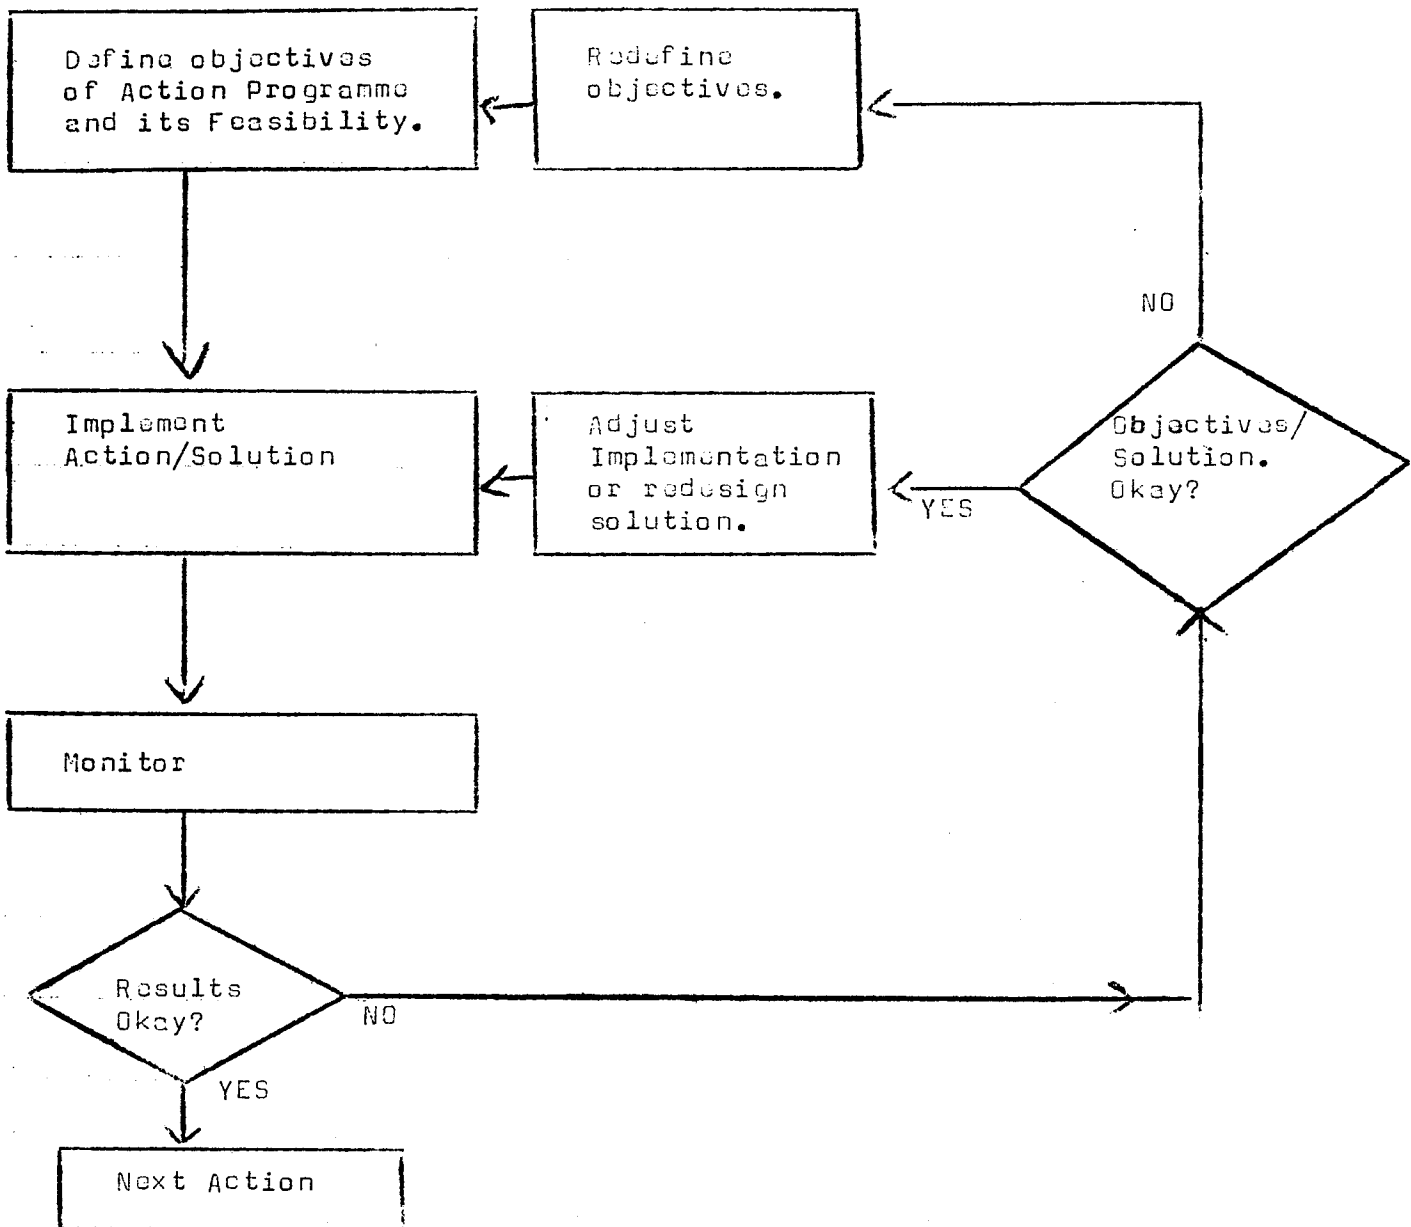 Define objectives
of Action Programme
and its Feasibility.
Redefine
objectives.
NO
Implement
Action/Solution
Adjust
Implementation
or redesign
solution.
YES
Objectives/
Solution.
Okay?
Monitor
Results
Okay?
NO
YES
Next Action